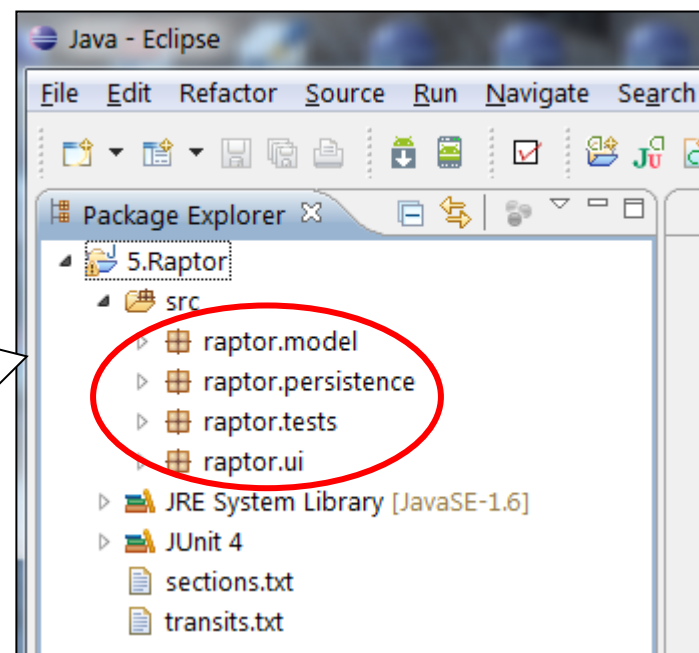 Java - Eclipse
File Edit Refactor Source Run Navigate Search
Package Explorer
5.Raptor
src
raptor.model
raptor.persistence
raptor.tests
raptor.ui
JRE System Library [JavaSE-1.6]
JUnit 4
sections.txt
transits.txt